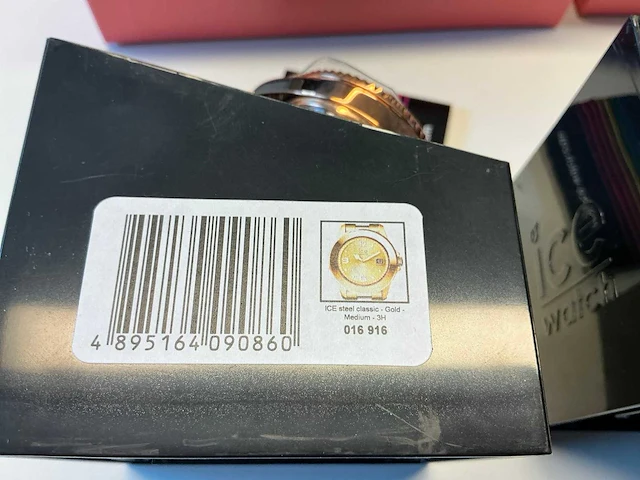 4 895164 090860
ICE steel classic - Gold -
Medium - 3H
016 916
ice
watch